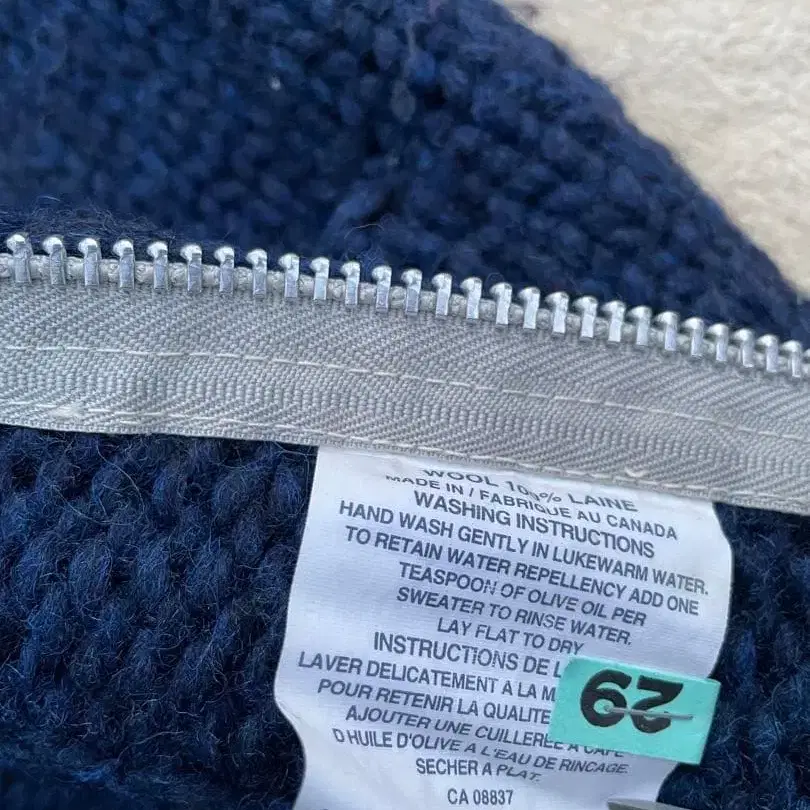 WOOL 100% LAINE
MADE IN / FABRIQUE AU CANADA
WASHING INSTRUCTIONS
HAND WASH GENTLY IN LUKEWARM WATER.
TO RETAIN WATER REPELLENCY ADD ONE
TEASPOON OF OLIVE OIL PER
SWEATER TO RINSE WATER.
LAY FLAT TO DRY
INSTRUCTIONS DE L
LAVER DELICATEMENT A LA M
POUR RETENIR LA QUALITE
AJOUTER UNE CUILLEREE A CAFE
D HUILE D'OLIVE A L'EAU DE RINCAGE.
SECHER A PLAT.
CA 08837
62